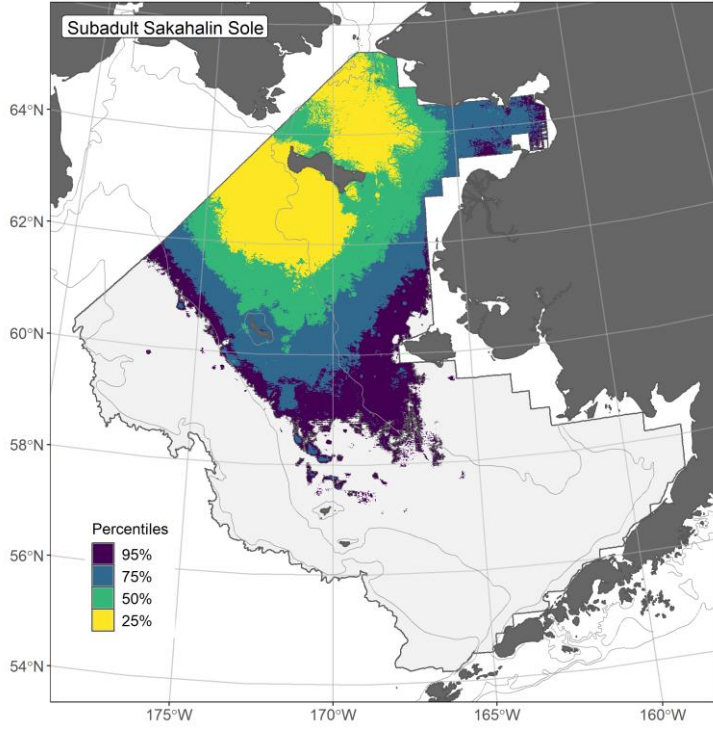 Subadult Sakahalin Sole
64°N
62°N
60°N
58°N
56°N
54°N
Percentiles
95%
75%
50%
25%
175°W
170°W
165°W
160°W